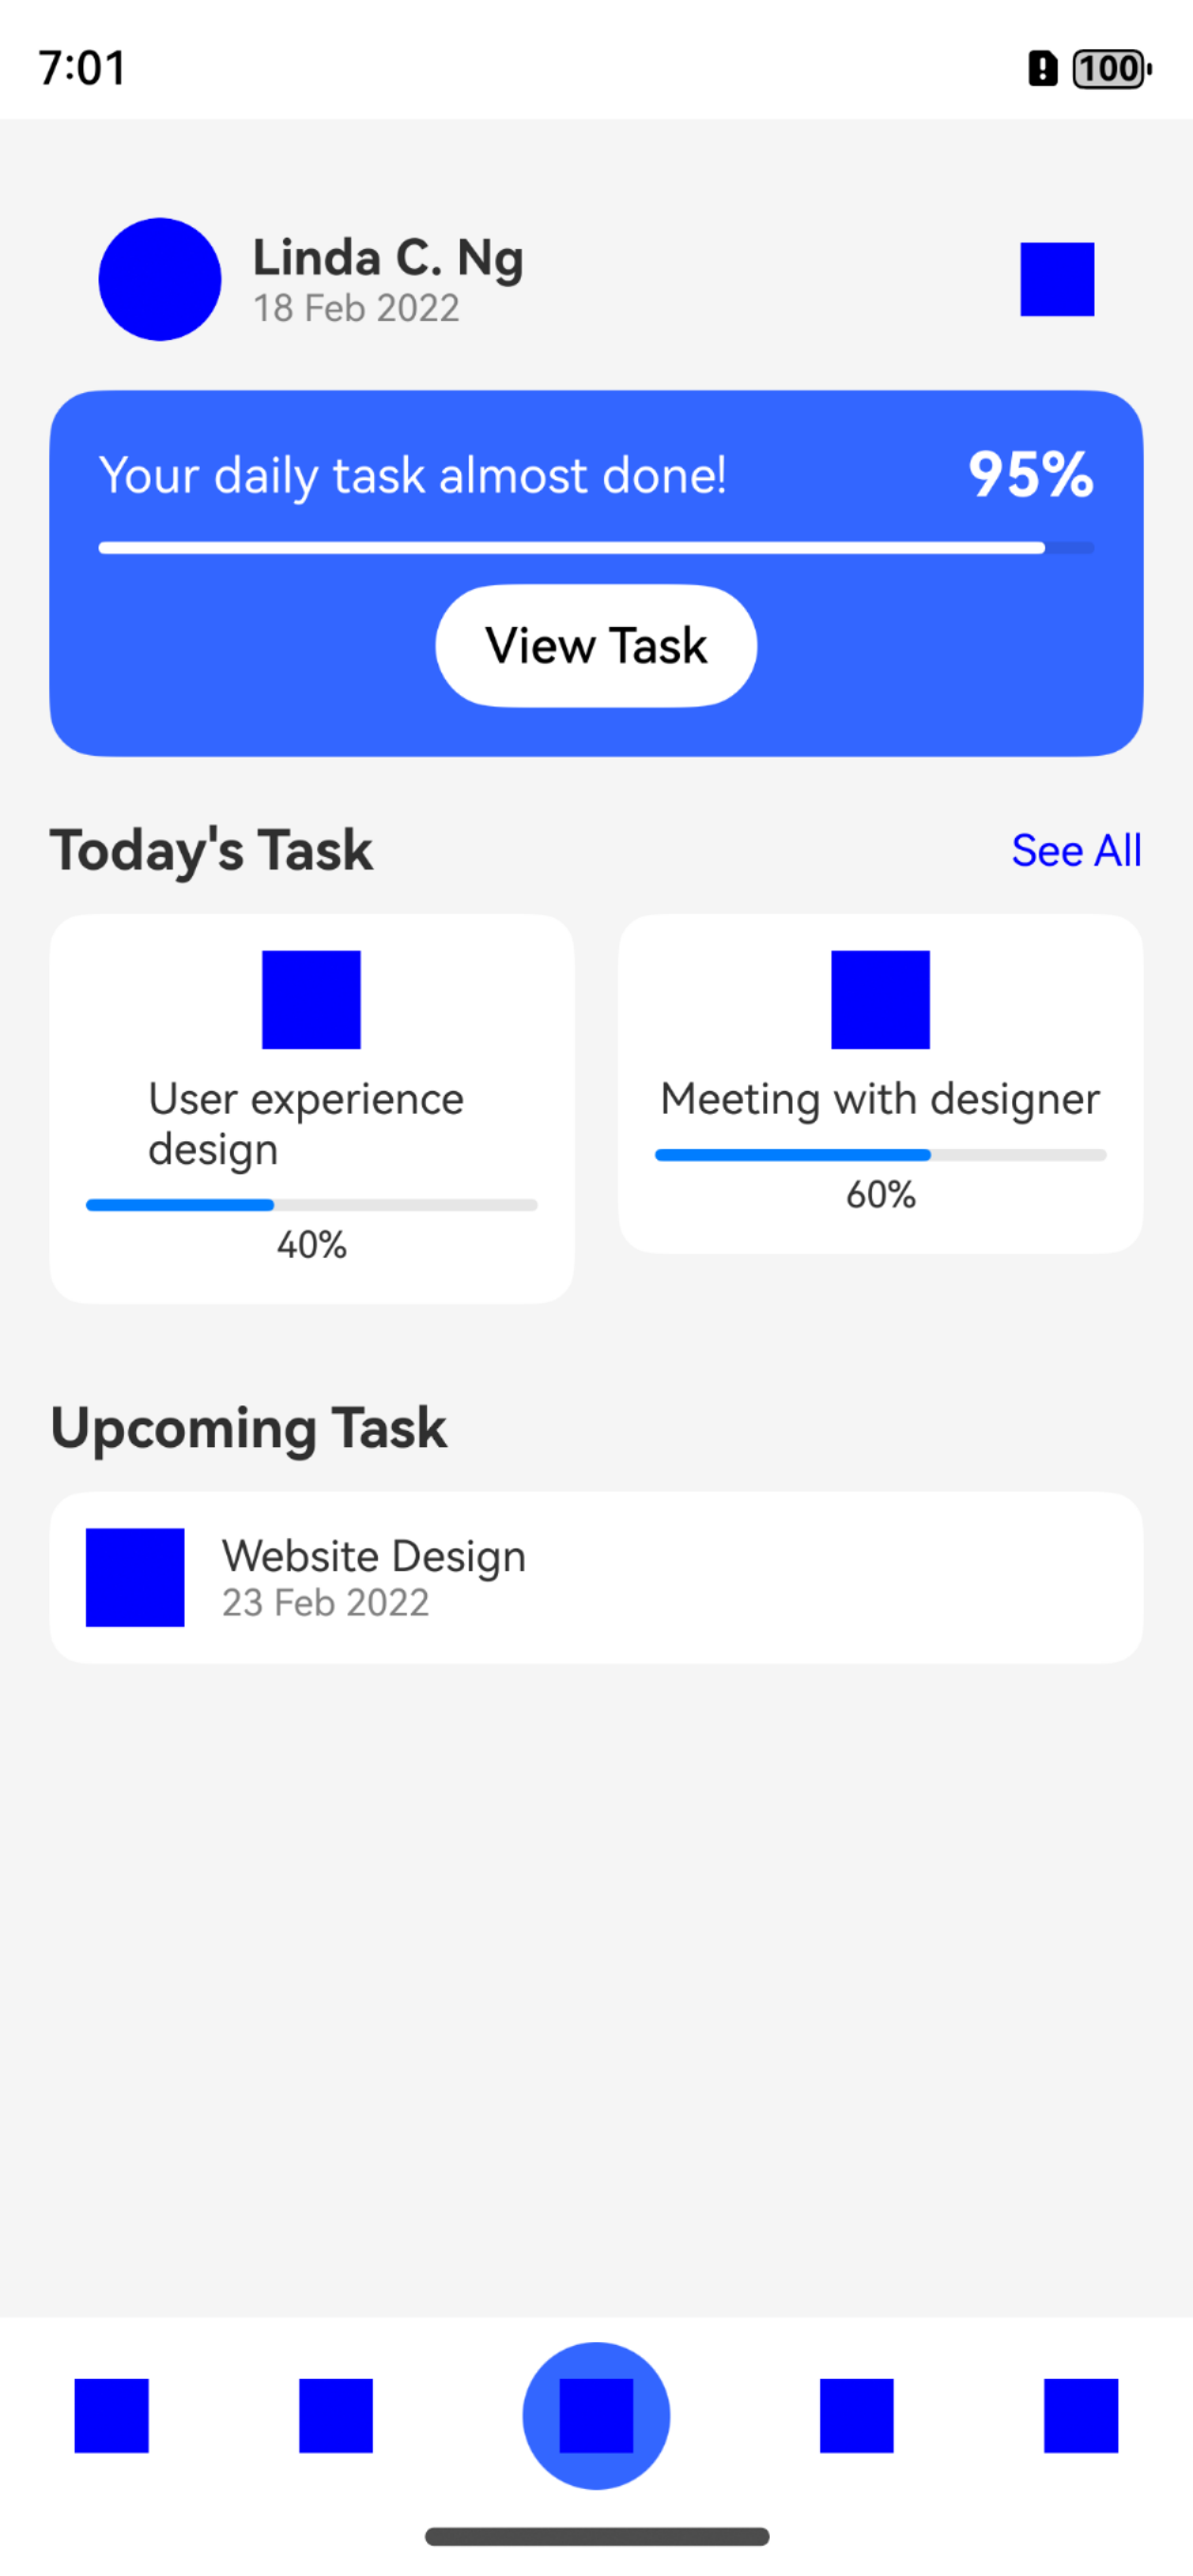 7:01
100
Linda C. Ng
18 Feb 2022
Your daily task almost done!
95%
View Task
Today's Task
See All
User experience
design
40%
Meeting with designer
60%
Upcoming Task
Website Design
23 Feb 2022